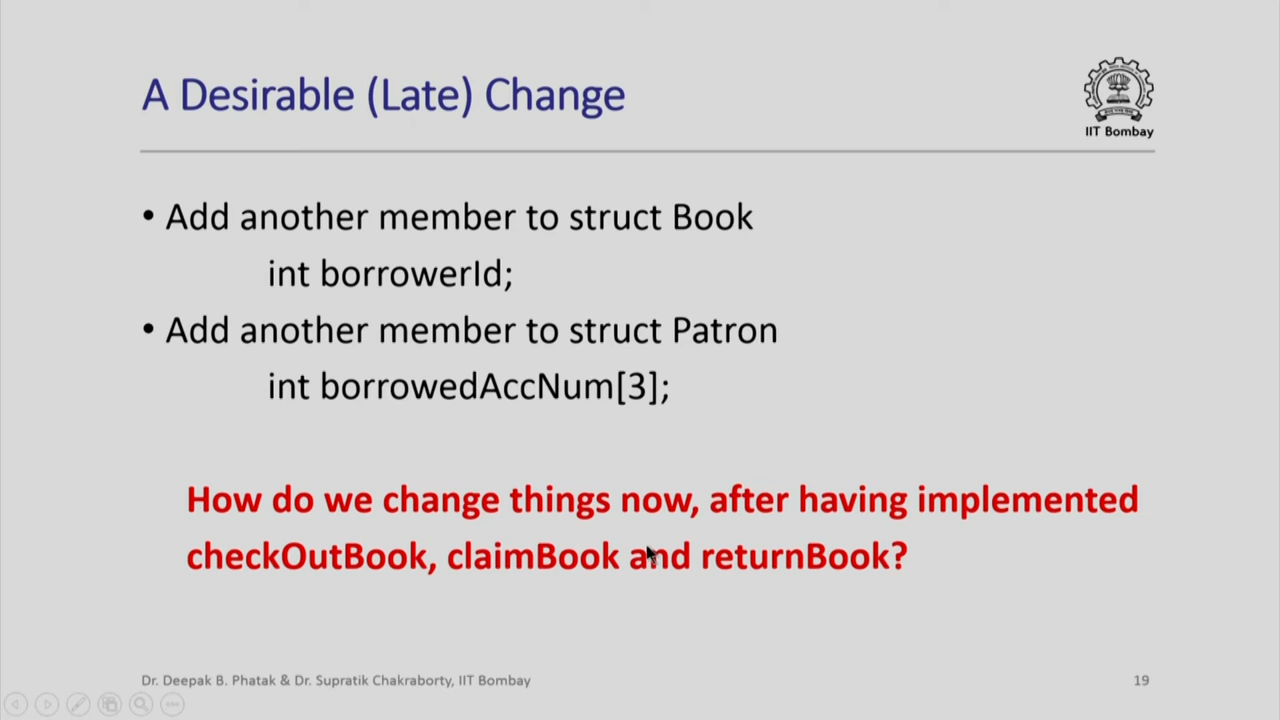 A Desirable (Late) Change
IIT Bombay
• Add another member to struct Book
int borrowerId;
• Add another member to struct Patron
int borrowedAccNum[3];
How do we change things now, after having implemented
checkOutBook, claimBook and returnBook?
Dr. Deepak B. Phatak & Dr. Supratik Chakraborty, IIT Bombay
19